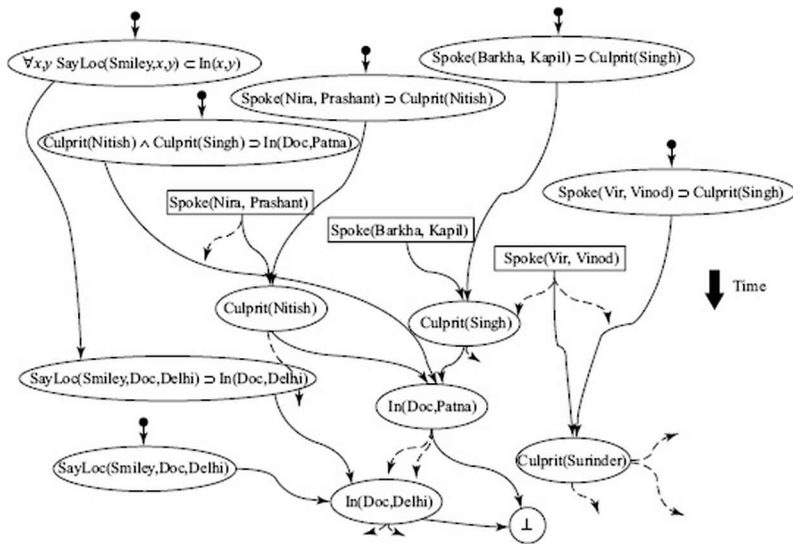 ∀x,y SayLoc(Smiley,x,y) ⊂ In(x,y)
Spoke(Barkha, Kapil) ⊃ Culprit(Singh)
Spoke(Nira, Prashant) ⊃ Culprit(Nitish)
Culprit(Nitish) ∧ Culprit(Singh) ⊃ In(Doc,Patna)
Spoke(Vir, Vinod) ⊃ Culprit(Singh)
Spoke(Nira, Prashant)
Spoke(Barkha, Kapil)
Spoke(Vir, Vinod)
Time
Culprit(Nitish)
Culprit(Singh)
SayLoc(Smiley,Doc,Delhi) ⊃ In(Doc,Delhi)
In(Doc,Patna)
SayLoc(Smiley,Doc,Delhi)
Culprit(Surinder)
In(Doc,Delhi)
⊥